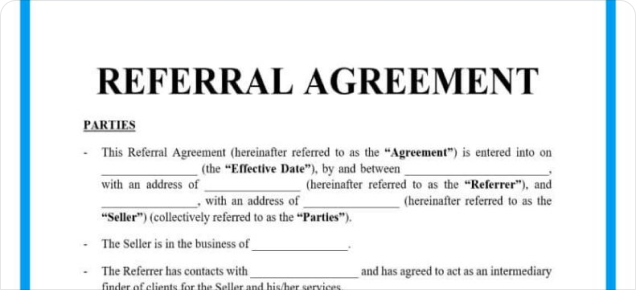 REFERRAL AGREEMENT
PARTIES
- This Referral Agreement (hereinafter referred to as the “Agreement”) is entered into on
________________ (the “Effective Date”), by and between ________________________,
with an address of ________________ (hereinafter referred to as the “Referrer”), and
________________, with an address of ________________ (hereinafter referred to as the
“Seller”) (collectively referred to as the “Parties”).
- The Seller is in the business of ________________.
- The Referrer has contacts with __________________ and has agreed to act as an intermediary
finder of clients for the Seller and his/her services.